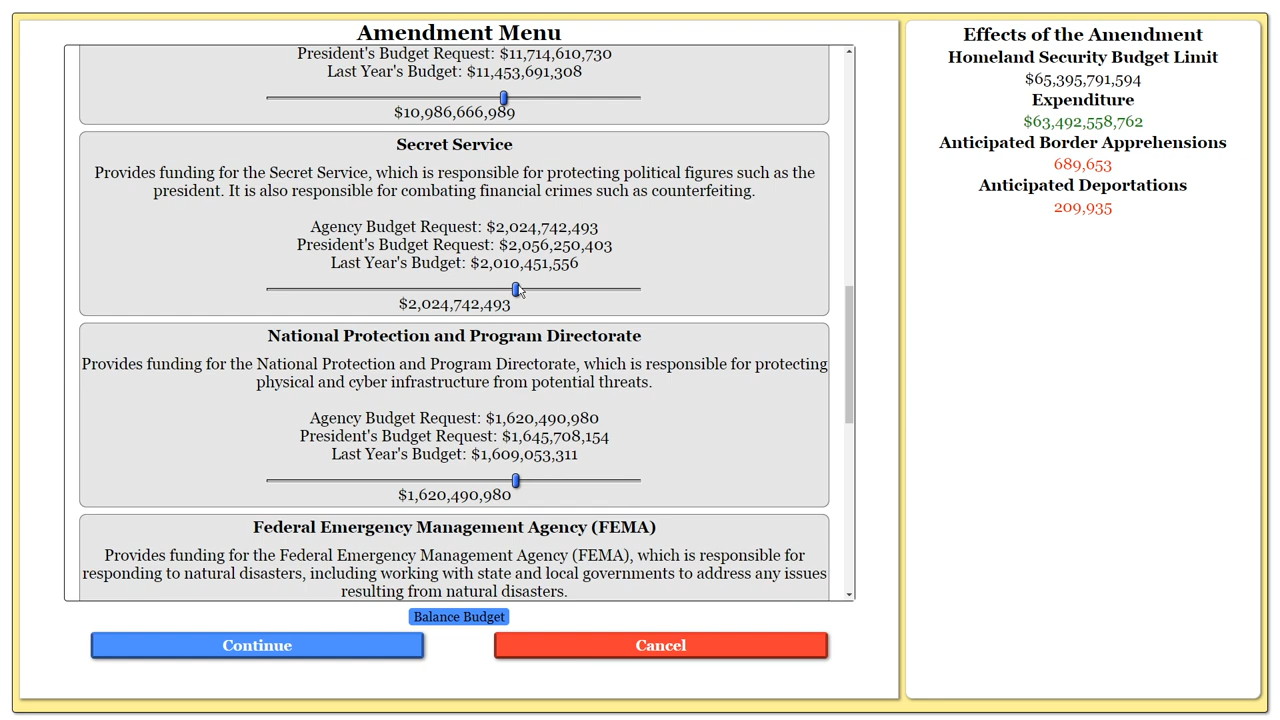 Amendment Menu
President's Budget Request: $11,714,610,730
Last Year's Budget: $11,453,691,308
$10,986,666,989
Secret Service
Provides funding for the Secret Service, which is responsible for protecting political figures such as the
president. It is also responsible for combating financial crimes such as counterfeiting.
Agency Budget Request: $2,024,742,493
President's Budget Request: $2,056,250,403
Last Year's Budget: $2,010,451,556
$2,024,742,493
National Protection and Program Directorate
Provides funding for the National Protection and Program Directorate, which is responsible for protecting
physical and cyber infrastructure from potential threats.
Agency Budget Request: $1,620,490,980
President's Budget Request: $1,645,708,154
Last Year's Budget: $1,609,053,311
$1,620,490,980
Federal Emergency Management Agency (FEMA)
Provides funding for the Federal Emergency Management Agency (FEMA), which is responsible for
responding to natural disasters, including working with state and local governments to address any issues
resulting from natural disasters.
Balance Budget
Continue
Cancel
Effects of the Amendment
Homeland Security Budget Limit
$65,395,791,594
Expenditure
$63,492,558,762
Anticipated Border Apprehensions
689,653
Anticipated Deportations
209,935